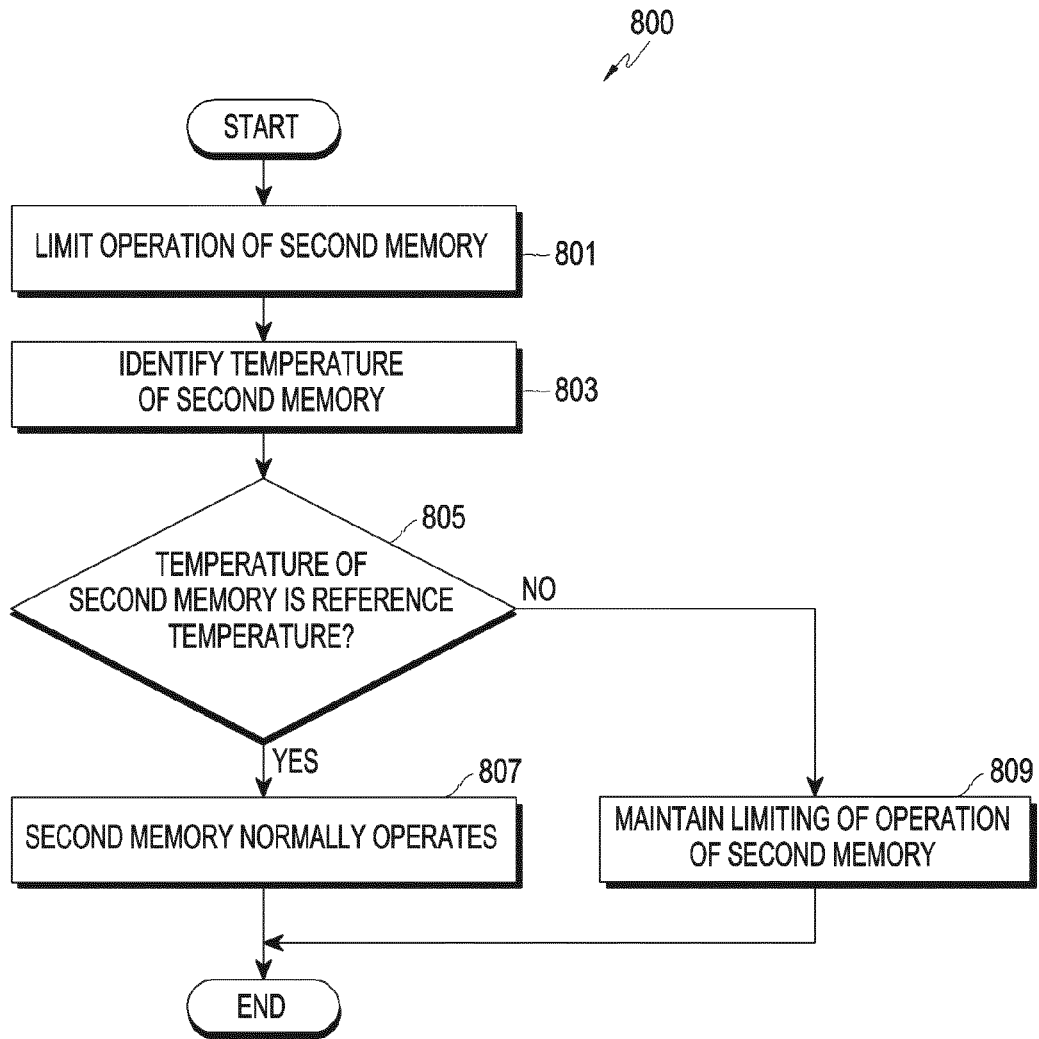 800
START
LIMIT OPERATION OF SECOND MEMORY
801
IDENTIFY TEMPERATURE
OF SECOND MEMORY
803
805
TEMPERATURE OF
SECOND MEMORY IS REFERENCE
TEMPERATURE?
NO
YES
807
SECOND MEMORY NORMALLY OPERATES
809
MAINTAIN LIMITING OF OPERATION
OF SECOND MEMORY
END